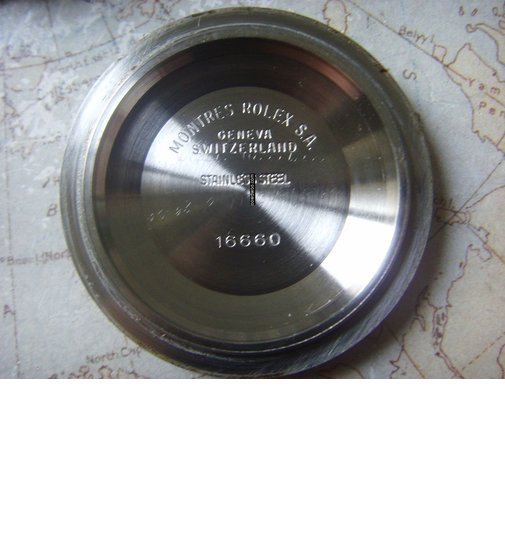 MONTRES ROLEX S.A.
GENEVA
SWITZERLAND
STAINLESS STEEL
16660